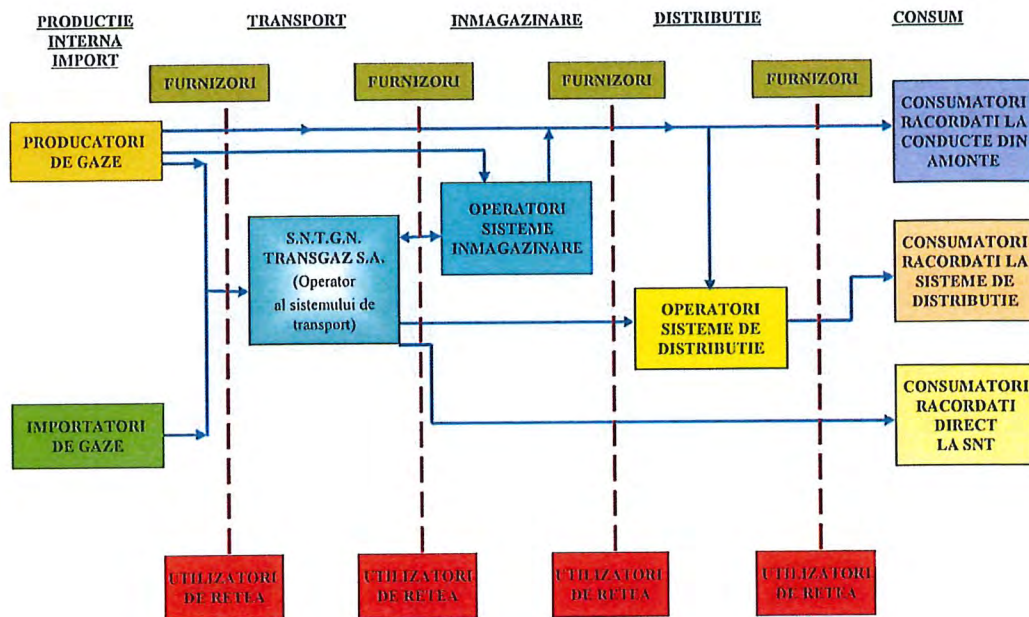 PRODUCTIE
INTERNA
IMPORT
TRANSPORT
INMAGAZINARE
DISTRIBUTIE
CONSUM
FURNIZORI
FURNIZORI
FURNIZORI
FURNIZORI
PRODUCATORI
DE GAZE
CONSUMATORI
RACORDATI LA
CONDUCTE DIN
AMONTE
OPERATORI
SISTEME
INMAGAZINARE
S.N.T.G.N.
TRANSGAZ S.A.
(Operator
al sistemului de
transport)
CONSUMATORI
RACORDATI LA
SISTEME DE
DISTRIBUTIE
OPERATORI
SISTEME DE
DISTRIBUTIE
IMPORTATORI
DE GAZE
CONSUMATORI
RACORDATI
DIRECT
LA SNT
UTILIZATORI
DE RETEA
UTILIZATORI
DE RETEA
UTILIZATORI
DE RETEA
UTILIZATORI
DE RETEA